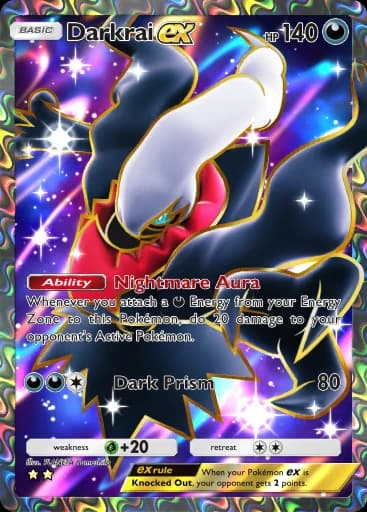 BASIC Darkrai ex HP 140
Ability Nightmare Aura
Whenever you attach a Energy from your Energy
Zone to this Pokémon, do 20 damage to your
opponent's Active Pokémon.
Dark Prism 80
weakness +20 retreat
Illus.
ex rule When your Pokémon ex is
Knocked Out, your opponent gets 2 points.